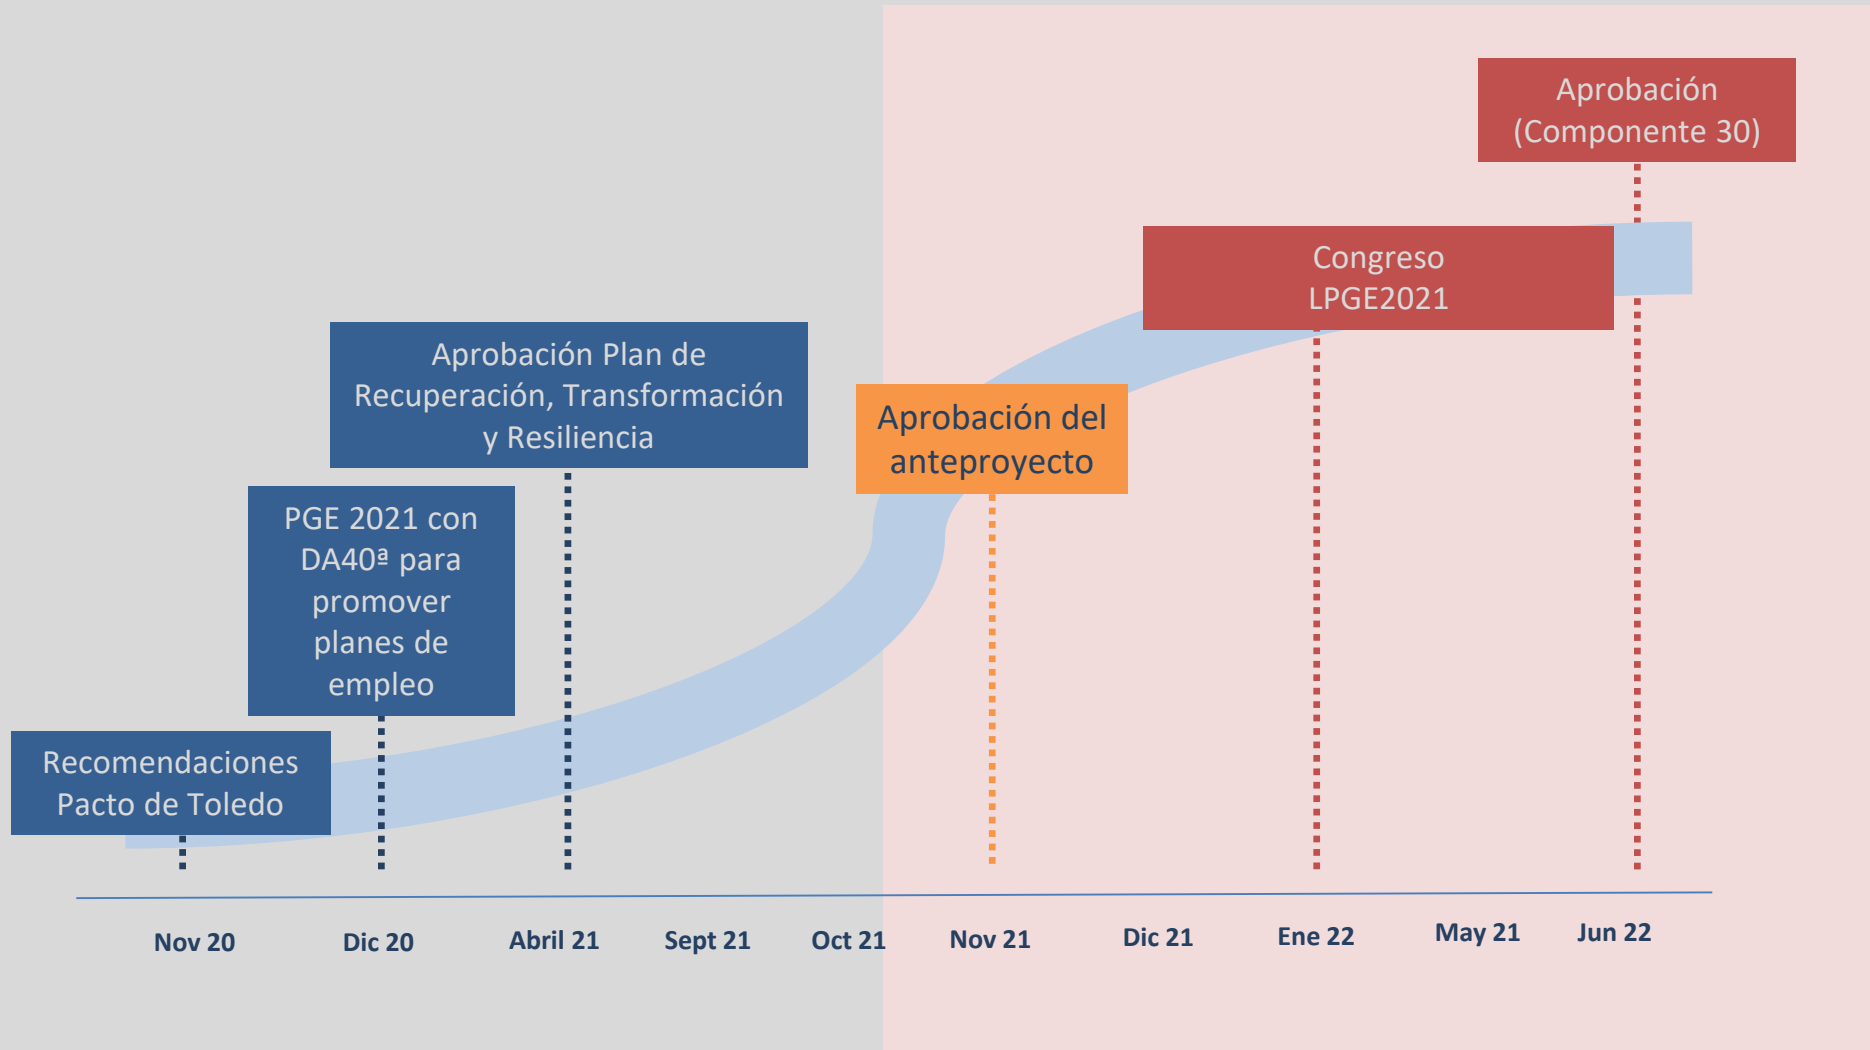 Aprobación
(Componente 30)
Congreso
LPGE2021
Aprobación Plan de
Recuperación, Transformación
y Resiliencia
Aprobación del
anteproyecto
PGE 2021 con
DA40ª para
promover
planes de
empleo
Recomendaciones
Pacto de Toledo
Nov 20
Dic 20
Abril 21
Sept 21
Oct 21
Nov 21
Dic 21
Ene 22
May 21
Jun 22